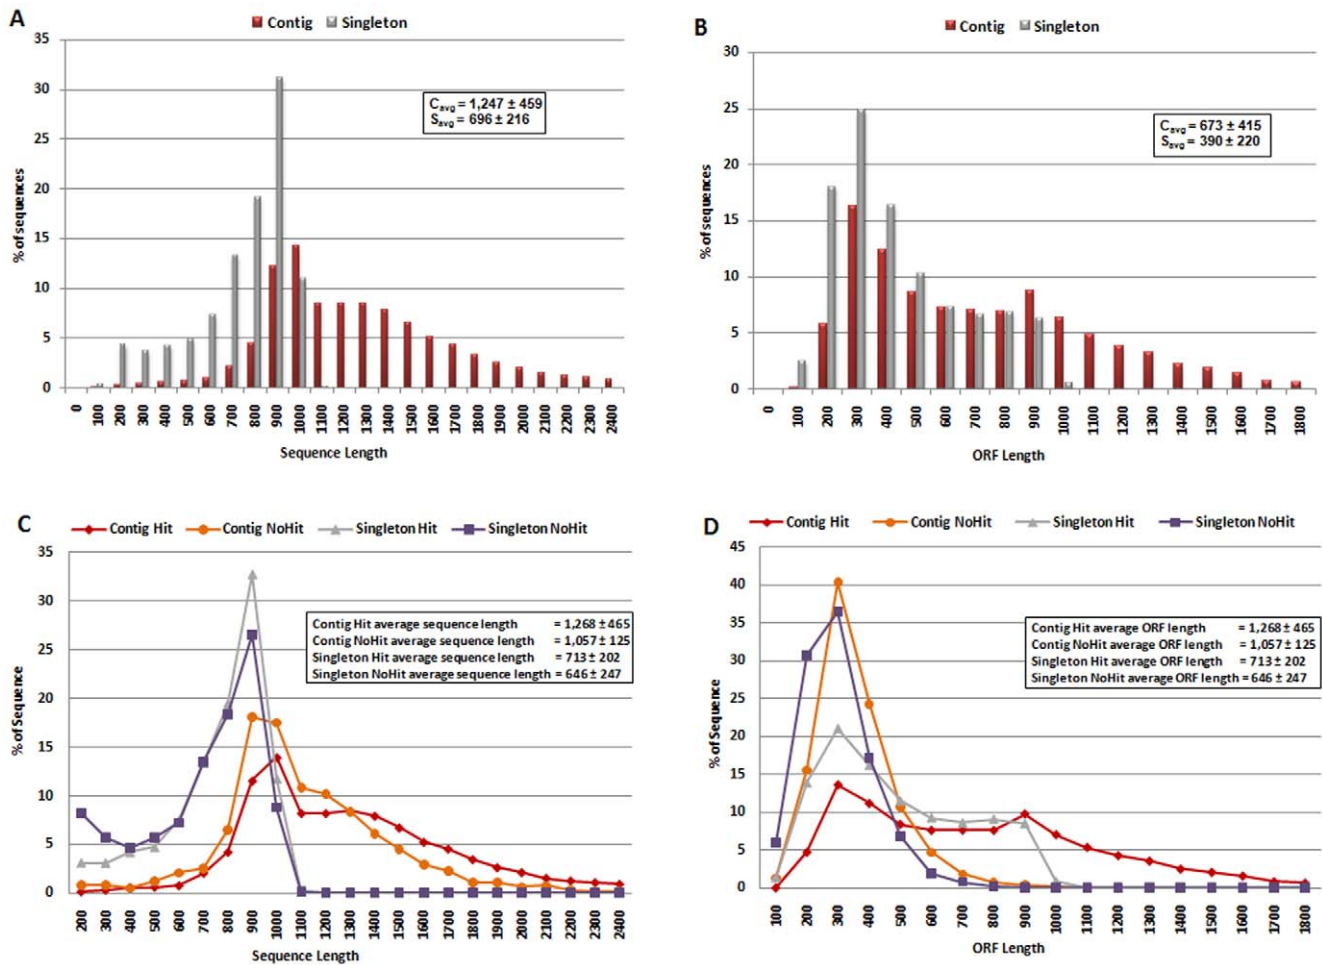 A
Contig Singleton
35
30
25
20
15
10
5
0
% of sequences
Cavg = 1,247 ± 459
Savg = 696 ± 216
0 100 200 300 400 500 600 700 800 900 1000 1100 1200 1300 1400 1500 1600 1700 1800 1900 2000 2100 2200 2300 2400
Sequence Length
B
Contig Singleton
30
25
20
15
10
5
0
% of sequences
Cavg = 673 ± 415
Savg = 390 ± 220
0 100 200 300 400 500 600 700 800 900 1000 1100 1200 1300 1400 1500 1600 1700 1800
ORF Length
C
Contig Hit Contig NoHit Singleton Hit Singleton NoHit
35
30
25
20
15
10
5
0
% of Sequence
Contig Hit average sequence length = 1,268 ± 465
Contig NoHit average sequence length = 1,057 ± 125
Singleton Hit average sequence length = 713 ± 202
Singleton NoHit average sequence length = 646 ± 247
200 300 400 500 600 700 800 900 1000 1100 1200 1300 1400 1500 1600 1700 1800 1900 2000 2100 2200 2300 2400
Sequence Length
D
Contig Hit Contig NoHit Singleton Hit Singleton NoHit
45
40
35
30
25
20
15
10
5
0
% of Sequence
Contig Hit average ORF length = 1,268 ± 465
Contig NoHit average ORF length = 1,057 ± 125
Singleton Hit average ORF length = 713 ± 202
Singleton NoHit average ORF length = 646 ± 247
100 200 300 400 500 600 700 800 900 1000 1100 1200 1300 1400 1500 1600 1700 1800
ORF Length